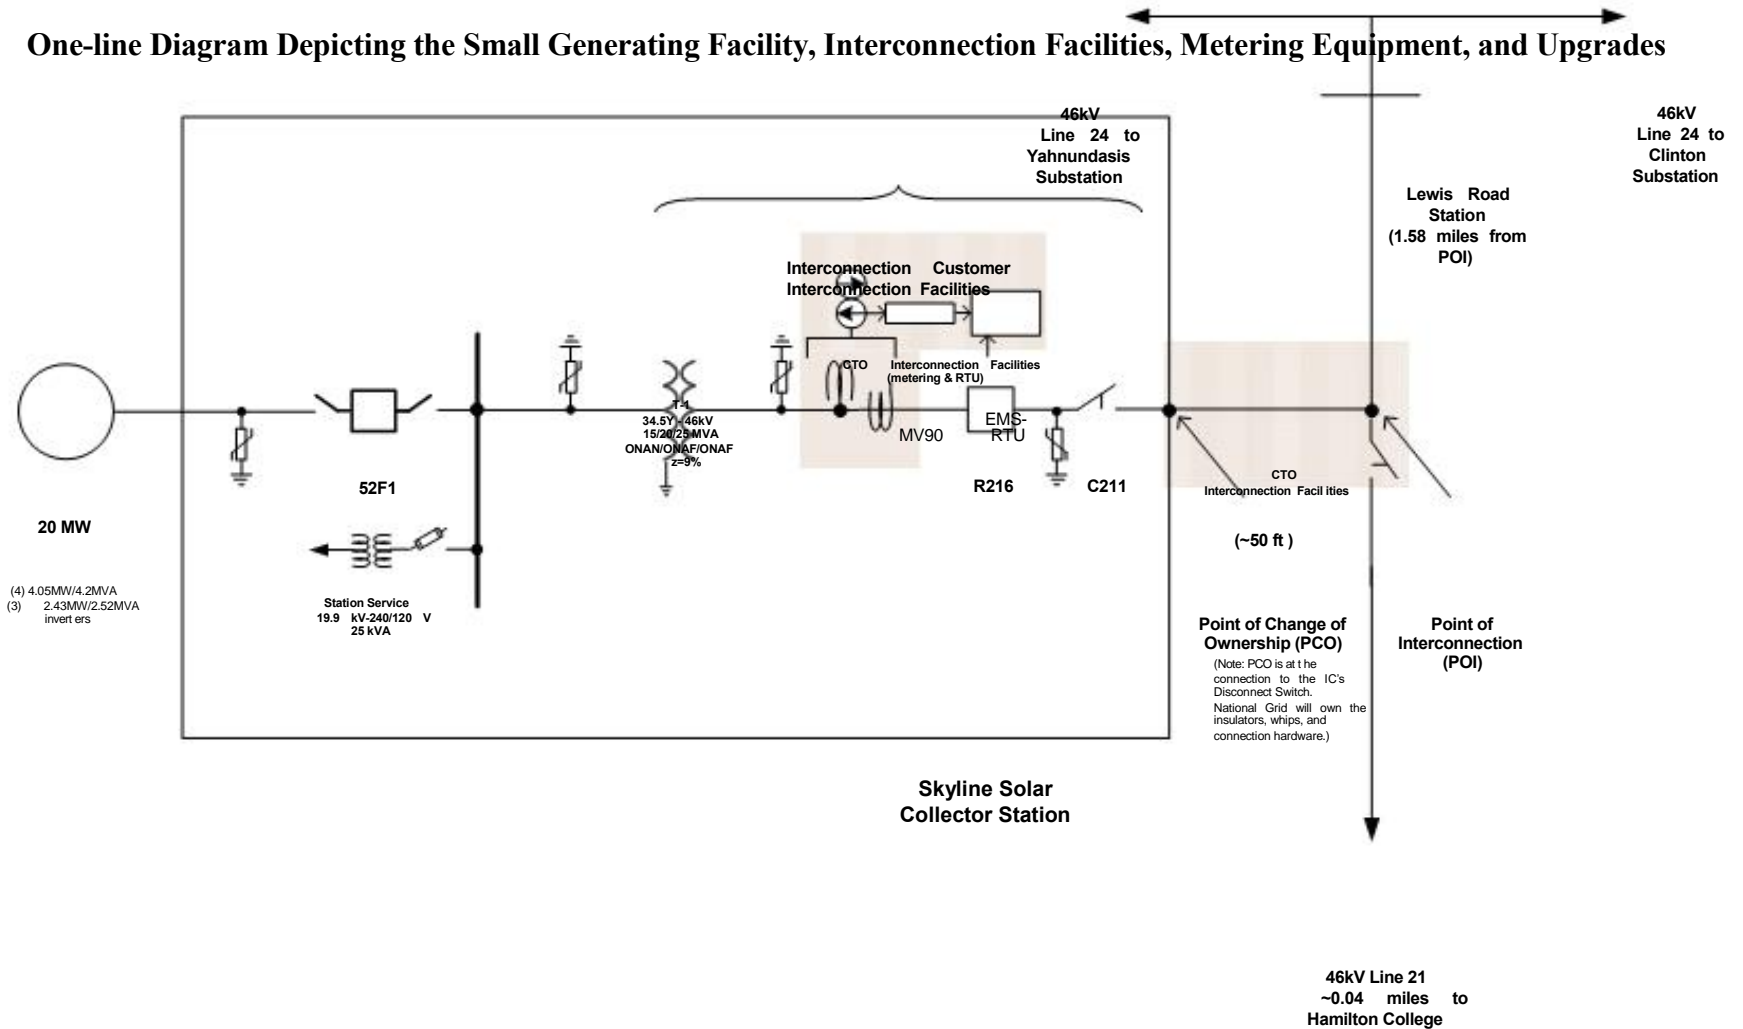 One-line Diagram Depicting the Small Generating Facility, Interconnection Facilities, Metering Equipment, and Upgrades
46kV
Line 24 to
Yahnundasis
Substation
46kV
Line 24 to
Clinton
Substation
Lewis Road
Station
(1.58 miles from
POI)
Interconnection Customer
Interconnection Facilities
CTO Interconnection Facilities
(metering & RTU)
T-1
34.5Y 46kV
15/20/25 MVA
ONAN/ONAF/ONAF
z=9%
MV90
EMS-
RTU
R216
C211
CTO
Interconnection Facilities
(~50 ft )
52F1
20 MW
(4) 4.05MW/4.2MVA
(3) 2.43MW/2.52MVA
invert ers
Station Service
19.9 kV-240/120 V
25 kVA
Point of Change of
Ownership (PCO)
(Note: PCO is at t he
connection to the IC's
Disconnect Switch.
National Grid will own the
insulators, whips, and
connection hardware.)
Point of
Interconnection
(POI)
Skyline Solar
Collector Station
46kV Line 21
~0.04 miles to
Hamilton College